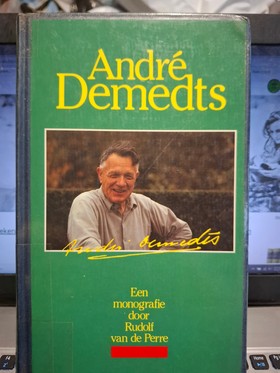 André
Demedts
André Demedts
Een
monografie
door
Rudolf
van de Perre